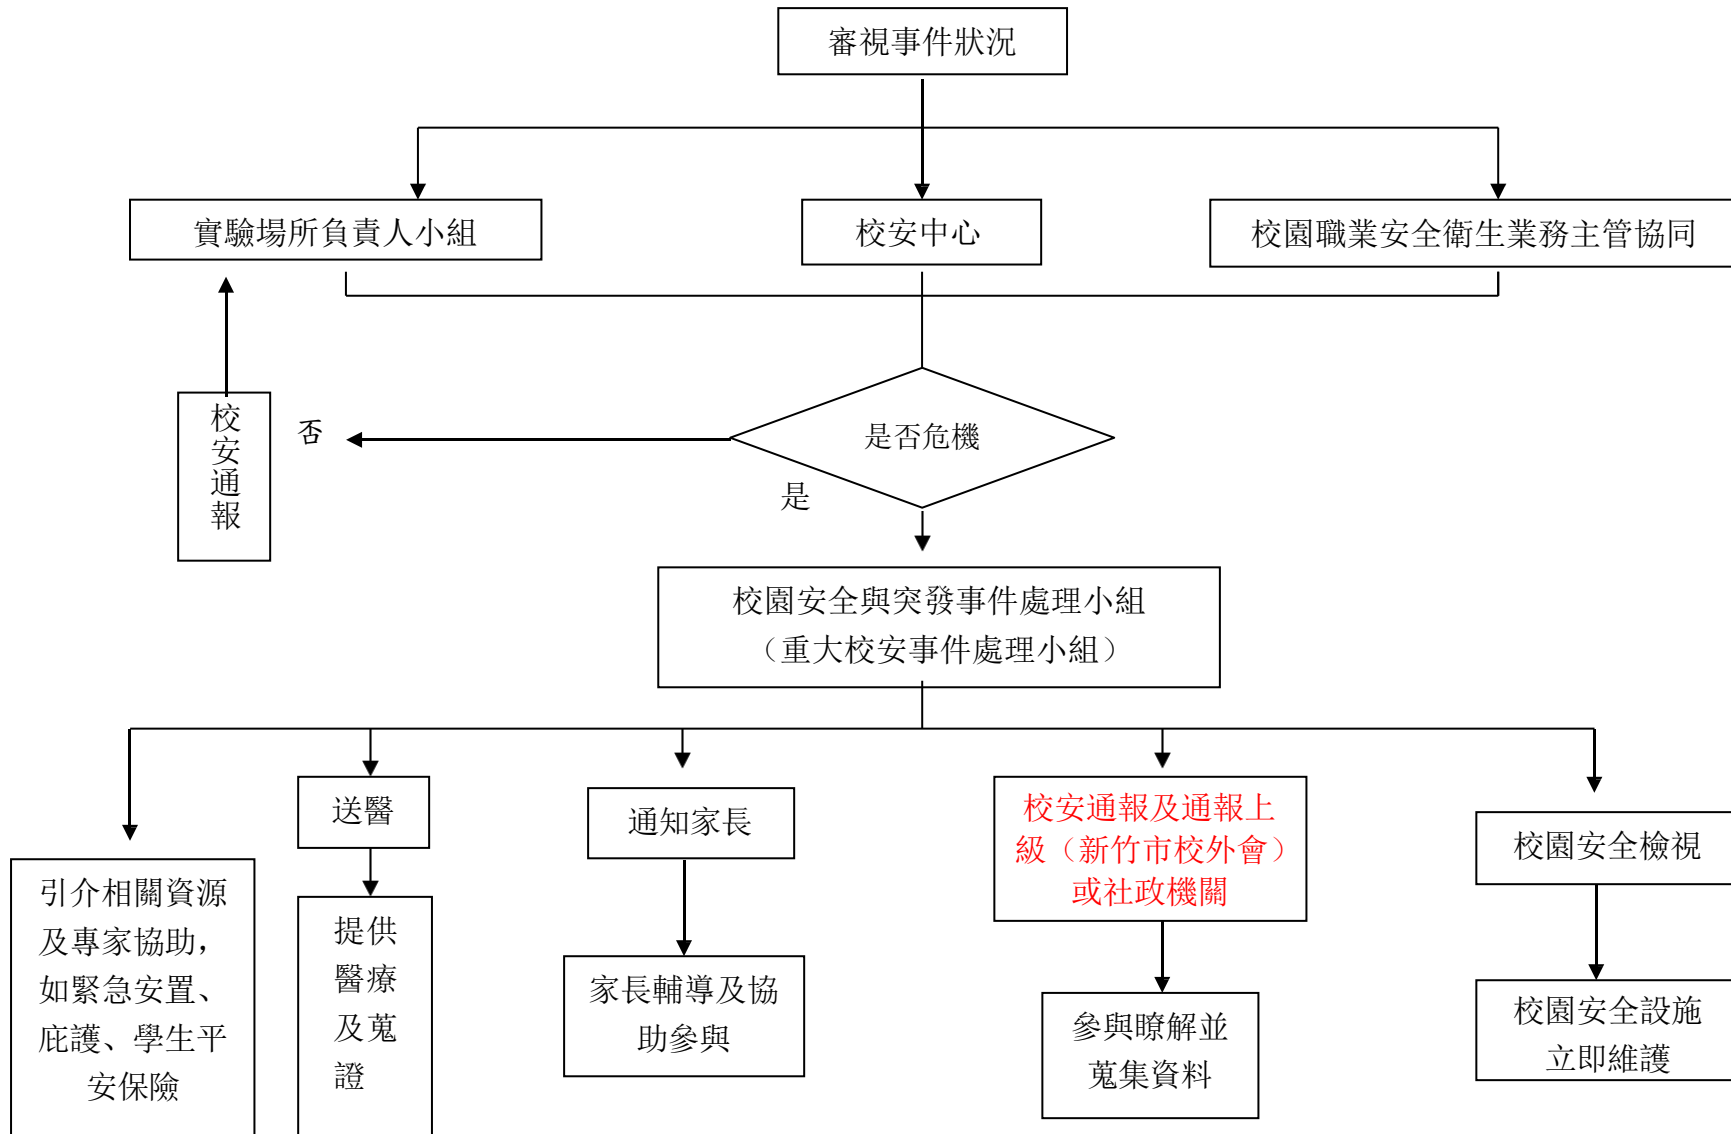 審視事件狀況
實驗場所負責人小組
校安中心
校園職業安全衛生業務主管協同
校安通報
否
是否危機
是
校園安全與突發事件處理小組
（重大校安事件處理小組）
引介相關資源
及專家協助，
如緊急安置、
庇護、學生平
安保險
送醫
提供
醫療
及蒐
證
通知家長
家長輔導及協
助參與
校安通報及通報上
級（新竹市校外會）
或社政機關
參與瞭解並
蒐集資料
校園安全檢視
校園安全設施
立即維護